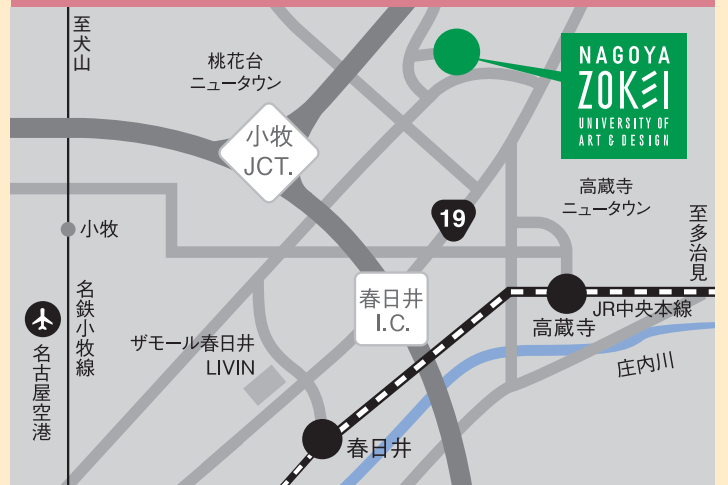 至犬山
桃花台
ニュータウン
NAGOYA
ZOKEI
UNIVERSITY OF
ART & DESIGN
小牧
JCT.
高蔵寺
ニュータウン
19
至多治見
小牧
名鉄小牧線
春日井
I.C.
JR中央本線
高蔵寺
名古屋空港
ザモール春日井
LIVIN
庄内川
春日井